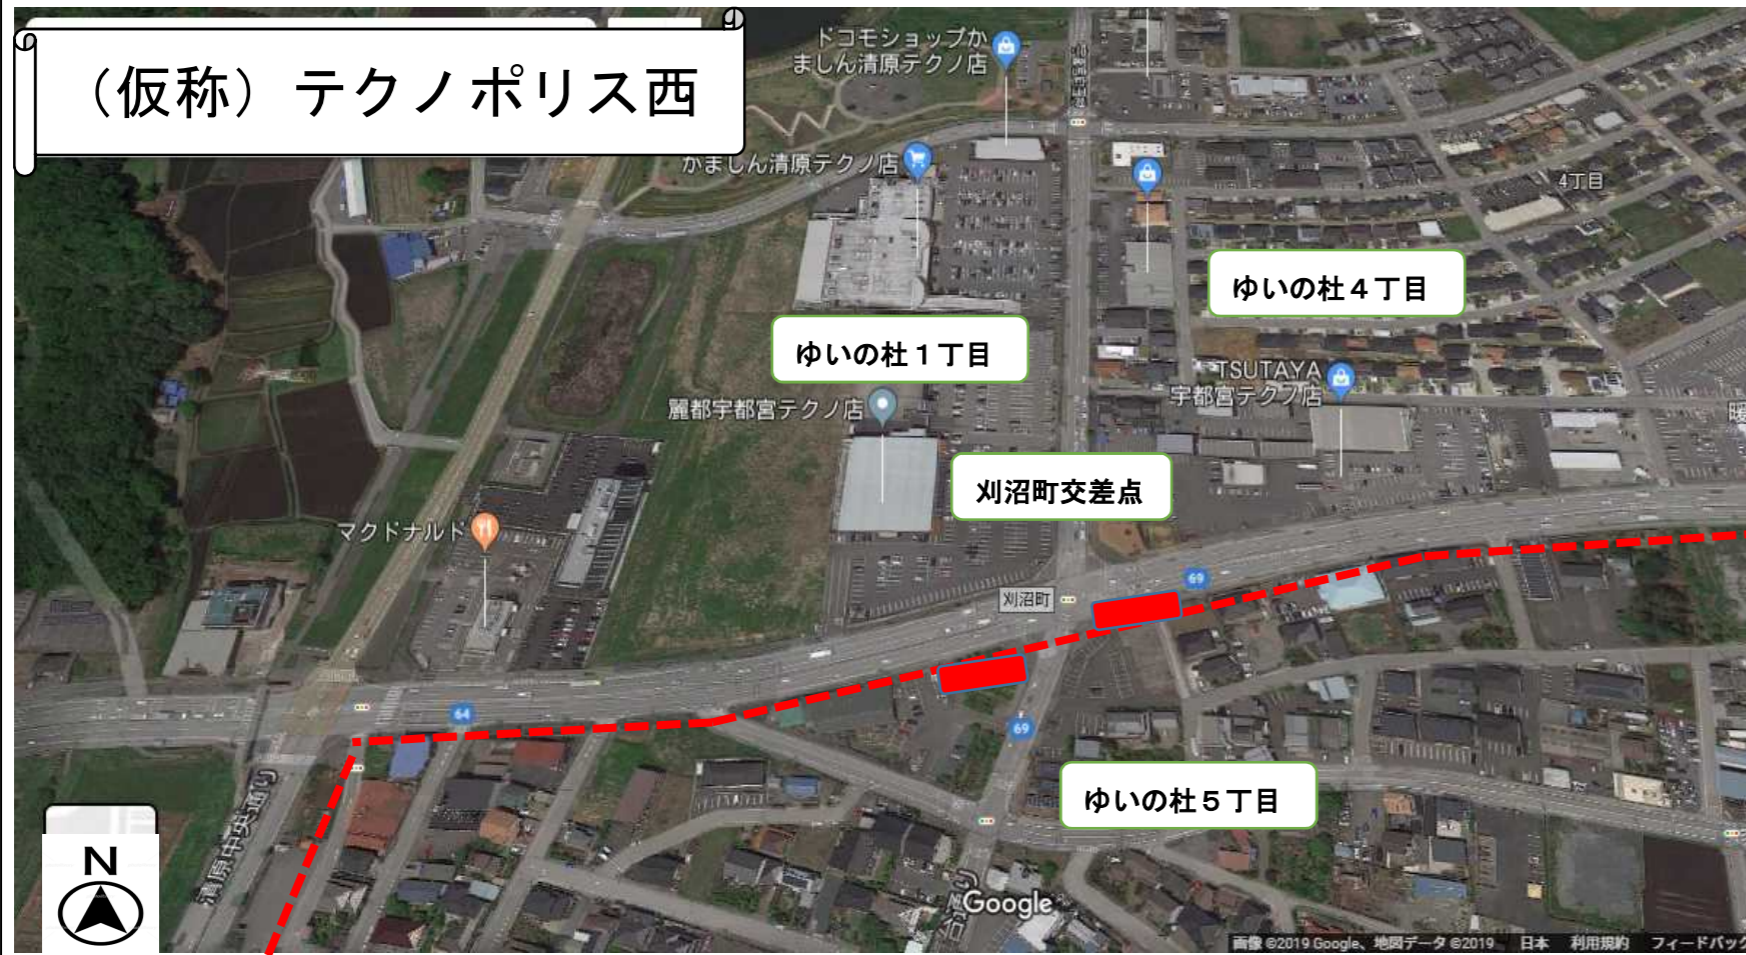 （仮称）テクノポリス西
ドコモショップか
ましん清原テクノ店
かましん清原テクノ店
4丁目
ゆいの杜４丁目
ゆいの杜１丁目
TSUTAYA
宇都宮テクノ店
麗都宇都宮テクノ店
暖
刈沼町交差点
マクドナルド
69
刈沼町
64
69
ゆいの杜５丁目
清原中央通り
N
Google
画像 ©2019 Google、地図データ ©2019 日本 利用規約 フィードバック